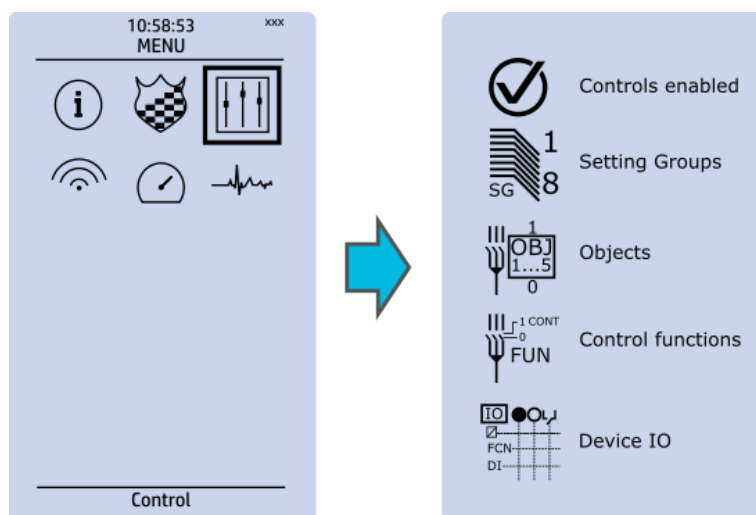 10:58:53
xxx
MENU
i
Control
Controls enabled
1
SG
8
Setting Groups
1
OBJ
1...5
0
Objects
1 CONT
0
FUN
Control functions
IO
FCN
DI
Device IO